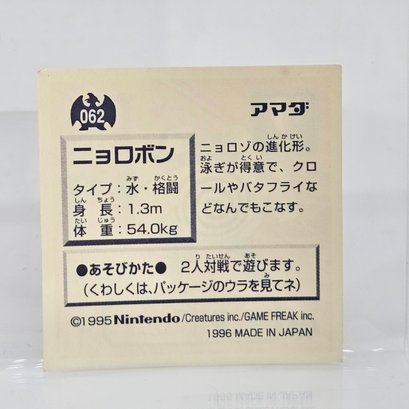 062
アマダ
ニョロボン
タイプ：水・格闘
身長：1.3m
体重：54.0kg
ニョロゾの進化形。
泳ぎが得意で、クロ
ールやバタフライな
どなんでもこなす。
●あそびかた● 2人対戦で遊びます。
（くわしくは、パッケージのウラを見てネ）
©1995 Nintendo/Creatures inc./GAME FREAK inc.
1996 MADE IN JAPAN